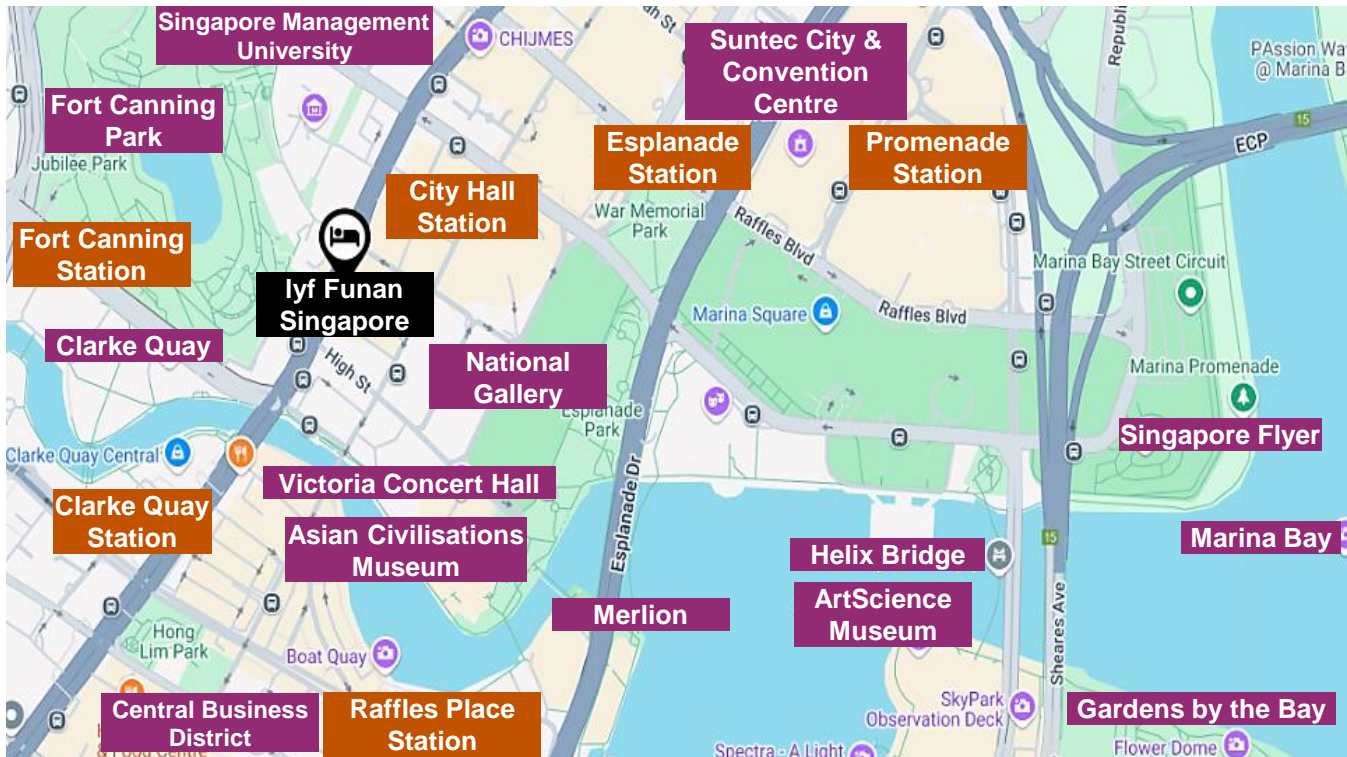 Singapore Management
University
CHIJMES
Suntec City &
Convention
Centre
Republic
PAssion Wa
@ Marina B
Fort Canning
Park
Jubilee Park
15
ECP
Esplanade
Station
Promenade
Station
City Hall
Station
War Memorial
Park
Raffles Blvd
Fort Canning
Station
lyf Funan
Singapore
Marina Bay Street Circuit
Marina Square
Raffles Blvd
Clarke Quay
High St
National
Gallery
Marina Promenade
Esplanade
Park
Singapore Flyer
Clarke Quay Central
Victoria Concert Hall
Esplanade Dr
Clarke Quay
Station
Asian Civilisations
Museum
15
Marina Bay
Helix Bridge
ArtScience
Museum
Merlion
Sheares Ave
Hong
Lim Park
Boat Quay
Central Business
District
Raffles Place
Station
SkyPark
Observation Deck
Gardens by the Bay
Spectra - A Light
Flower Dome